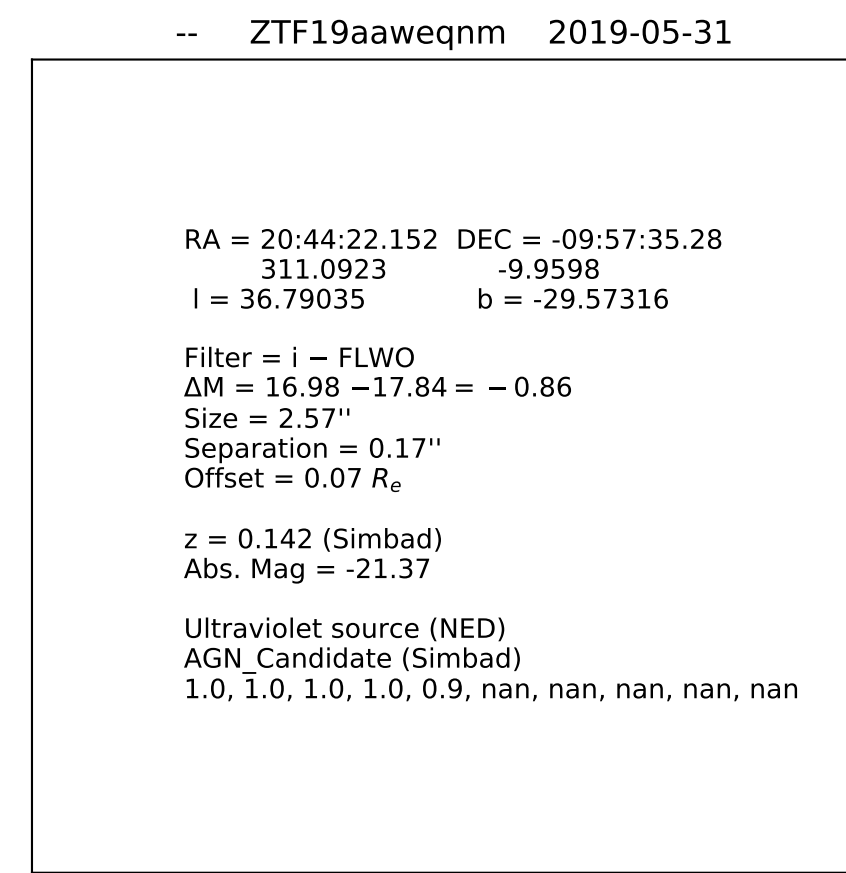 -- ZTF19aaweqnm 2019-05-31
RA = 20:44:22.152 DEC = -09:57:35.28
311.0923 -9.9598
l = 36.79035 b = -29.57316
Filter = i − FLWO
ΔM = 16.98 −17.84 = −0.86
Size = 2.57''
Separation = 0.17''
Offset = 0.07 Re
z = 0.142 (Simbad)
Abs. Mag = -21.37
Ultraviolet source (NED)
AGN_Candidate (Simbad)
1.0, 1.0, 1.0, 1.0, 0.9, nan, nan, nan, nan, nan